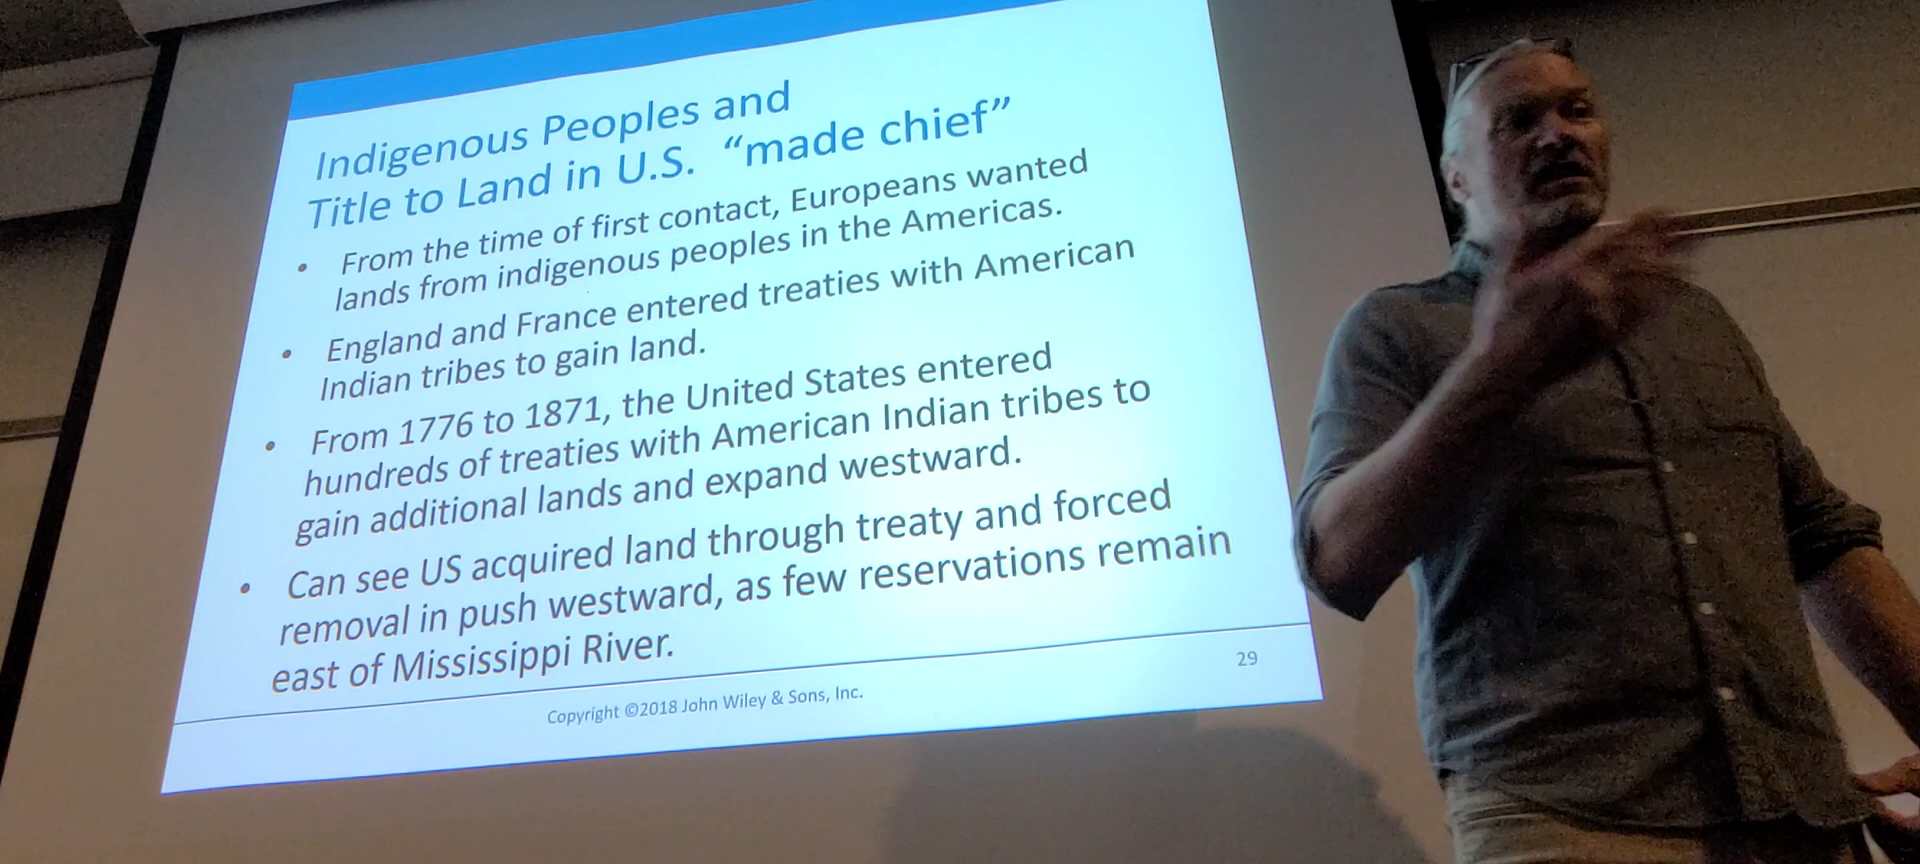 Indigenous Peoples and
Title to Land in U.S. “made chief”
• From the time of first contact, Europeans wanted
lands from indigenous peoples in the Americas.
• England and France entered treaties with American
Indian tribes to gain land.
• From 1776 to 1871, the United States entered
hundreds of treaties with American Indian tribes to
gain additional lands and expand westward.
• Can see US acquired land through treaty and forced
removal in push westward, as few reservations remain
east of Mississippi River.
29
Copyright ©2018 John Wiley & Sons, Inc.